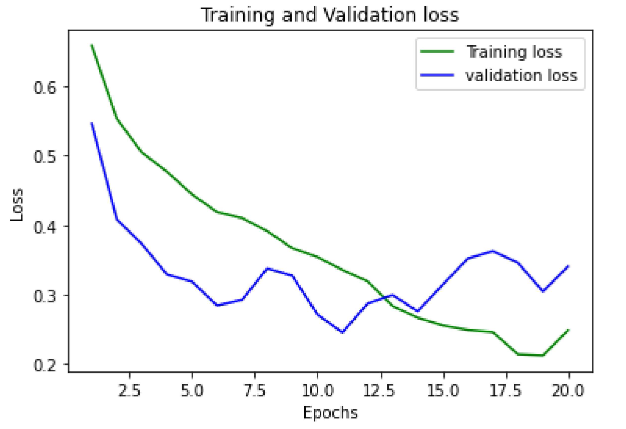 Training and Validation loss
Training loss
validation loss
Loss
0.6
0.5
0.4
0.3
0.2
2.5 5.0 7.5 10.0 12.5 15.0 17.5 20.0
Epochs